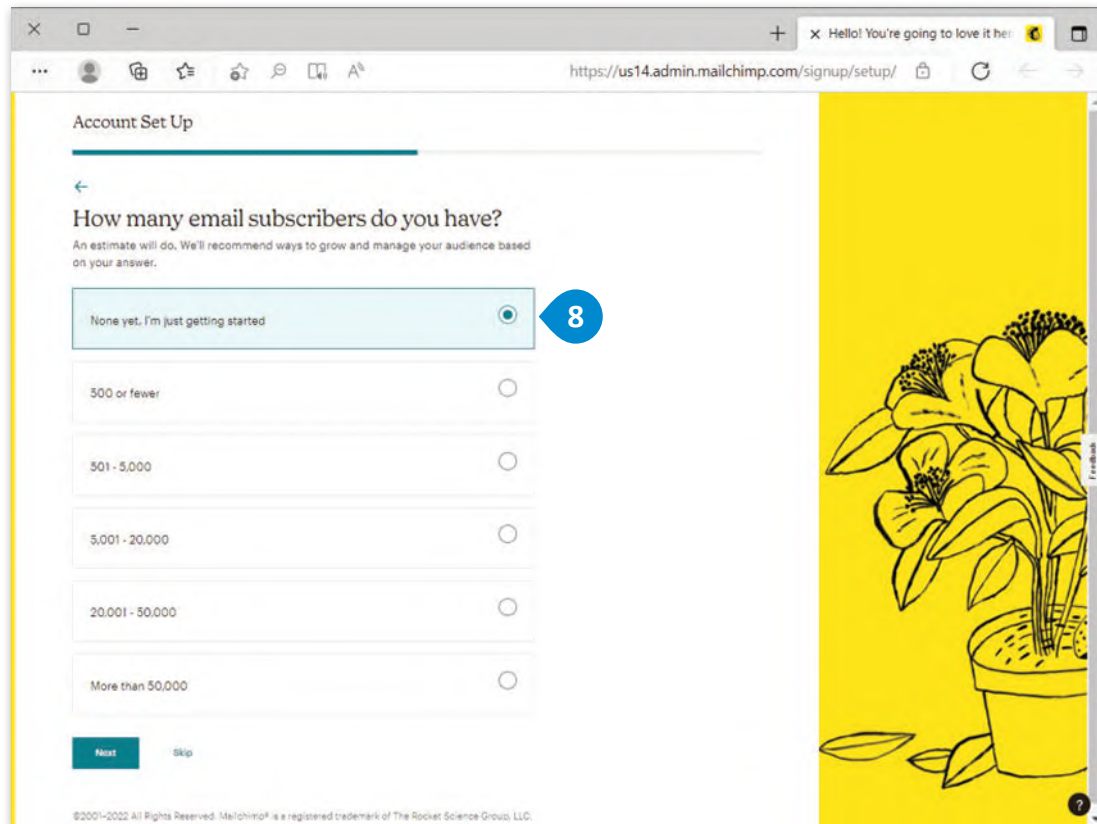 Hello! You're going to love it her
https://us14.admin.mailchimp.com/signup/setup/
Account Set Up
How many email subscribers do you have?
An estimate will do. We'll recommend ways to grow and manage your audience based
on your answer.
None yet, I'm just getting started
8
500 or fewer
501 - 5,000
5,001 - 20,000
20,001 - 50,000
More than 50,000
Next Skip
Feedback
?
©2001-2022 All Rights Reserved. Mailchimp® is a registered trademark of The Rocket Science Group, LLC.